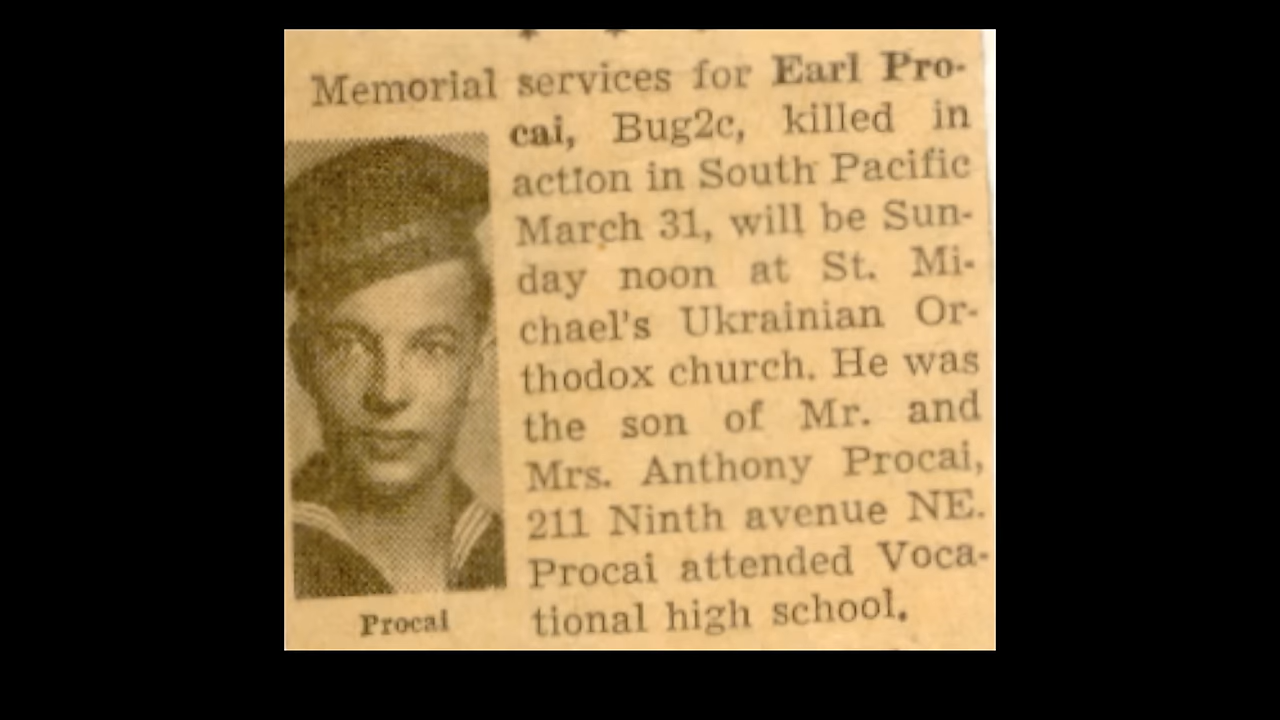 Memorial services for Earl Pro-
cai, Bug2c, killed in
action in South Pacific
March 31, will be Sun-
day noon at St. Mi-
chael's Ukrainian Or-
thodox church. He was
the son of Mr. and
Mrs. Anthony Procai,
211 Ninth avenue NE.
Procai attended Voca-
tional high school.
Procai